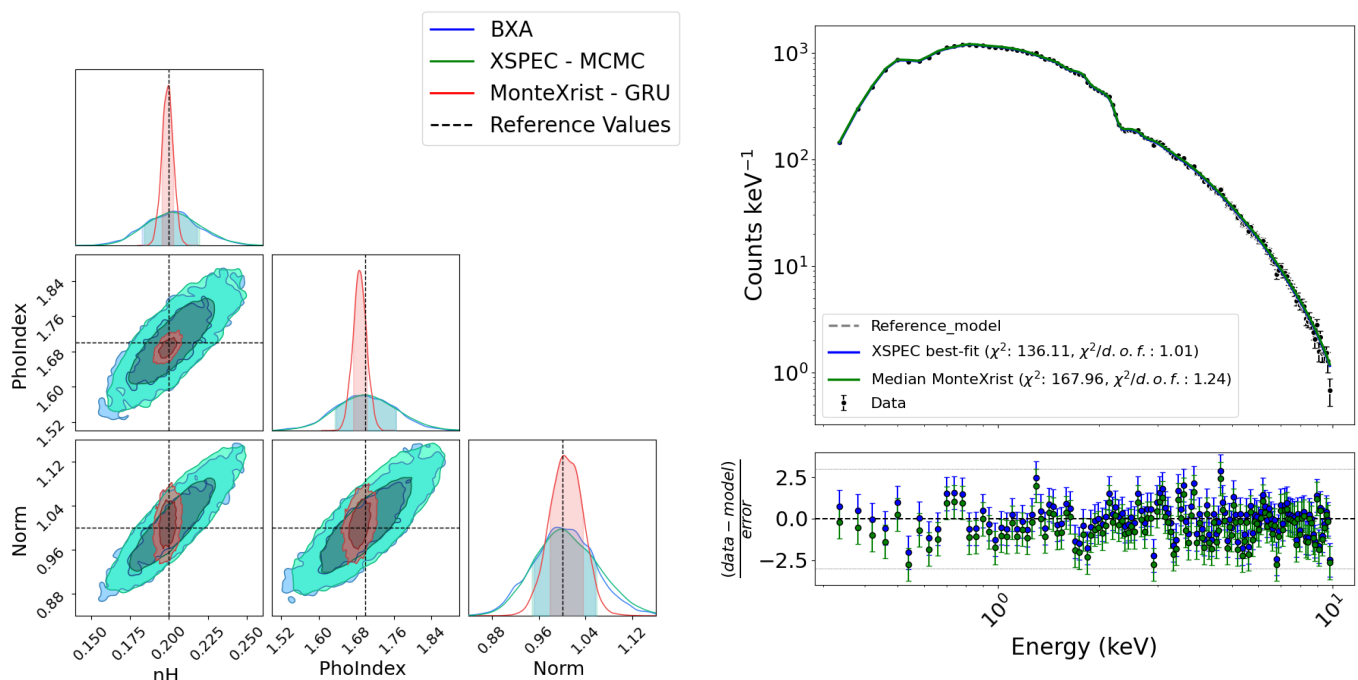 BXA
XSPEC - MCMC
MonteXrist - GRU
Reference Values
PhoIndex
1.84
1.76
1.68
1.60
1.52
Norm
1.12
1.04
0.96
0.88
0.150
0.175
0.200
0.225
0.250
nH
1.52
1.60
1.68
1.76
1.84
PhoIndex
0.88
0.96
1.04
1.12
Norm
Counts keV⁻¹
10³
10²
10¹
10⁰
Reference_model
XSPEC best-fit (χ²: 136.11, χ²/d.o.f.: 1.01)
Median MonteXrist (χ²: 167.96, χ²/d.o.f.: 1.24)
Data
(data − model)
error
2.5
0.0
−2.5
10⁰
10¹
Energy (keV)